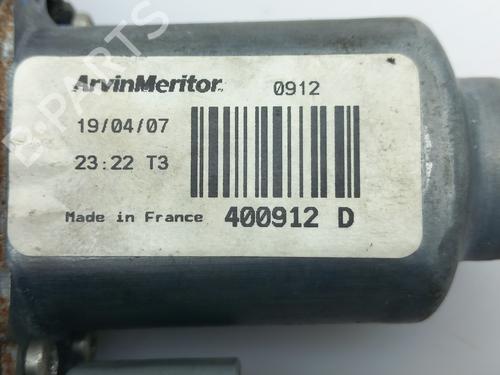 ArvinMeritor 0912
19/04/07
23:22 T3
Made in France 400912 D
B-PARTS